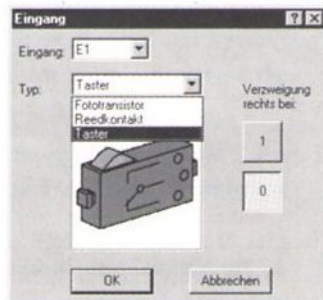 Eingang
Eingang: E1
Typ: Taster
Fototransistor
Reedkontakt
Taster
Verzweigung
rechts bei:
1
0
OK
Abbrechen